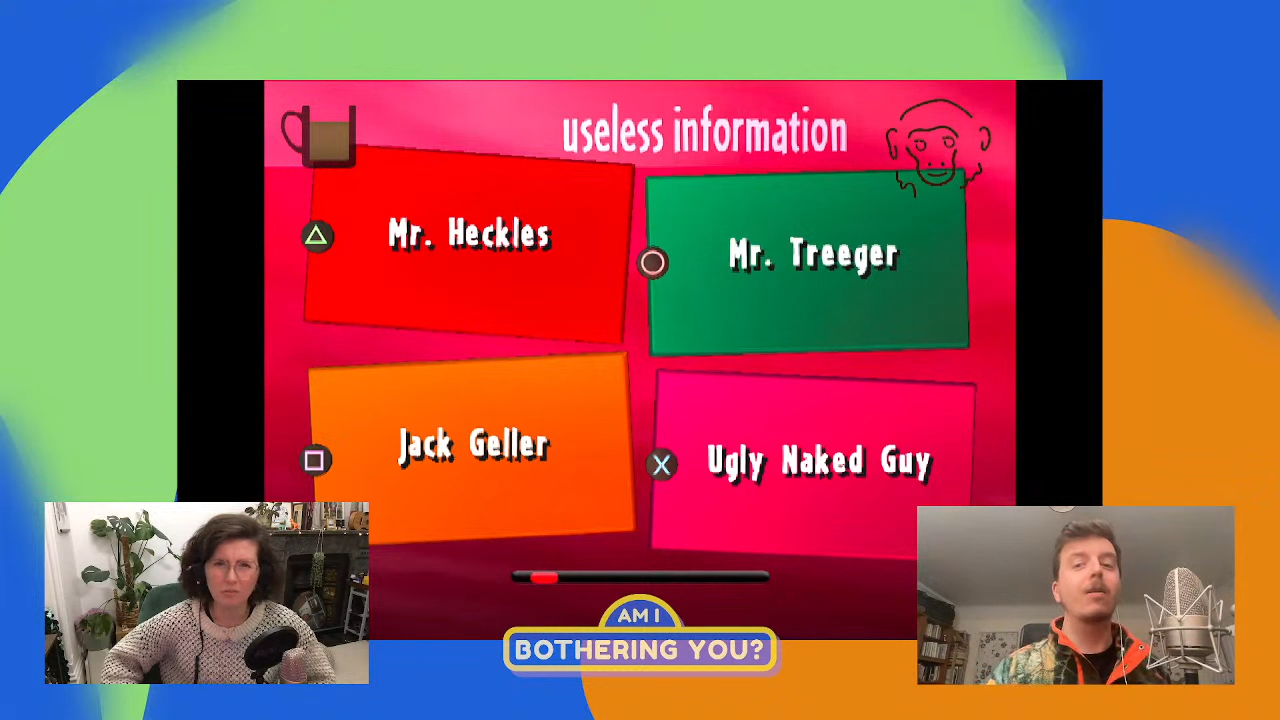 useless information
Mr. Heckles
Mr. Treeger
Jack Geller
Ugly Naked Guy
AM I
BOTHERING YOU?